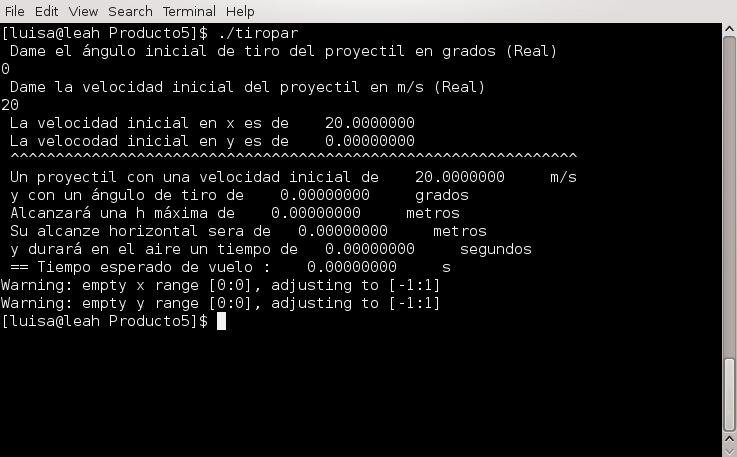 File Edit View Search Terminal Help
[luisa@leah Producto5]$ ./tiropar
Dame el ángulo inicial de tiro del proyectil en grados (Real)
0
Dame la velocidad inicial del proyectil en m/s (Real)
20
La velocidad inicial en x es de 20.0000000
La velocodad inicial en y es de 0.00000000
^^^^^^^^^^^^^^^^^^^^^^^^^^^^^^^^^^^^^^^^^^^^^^^^^^^^^^^^^^^^^^^
Un proyectil con una velocidad inicial de 20.0000000 m/s
y con un ángulo de tiro de 0.00000000 grados
Alcanzará una h máxima de 0.00000000 metros
Su alcanze horizontal sera de 0.00000000 metros
y durará en el aire un tiempo de 0.00000000 segundos
== Tiempo esperado de vuelo : 0.00000000 s
Warning: empty x range [0:0], adjusting to [-1:1]
Warning: empty y range [0:0], adjusting to [-1:1]
[luisa@leah Producto5]$